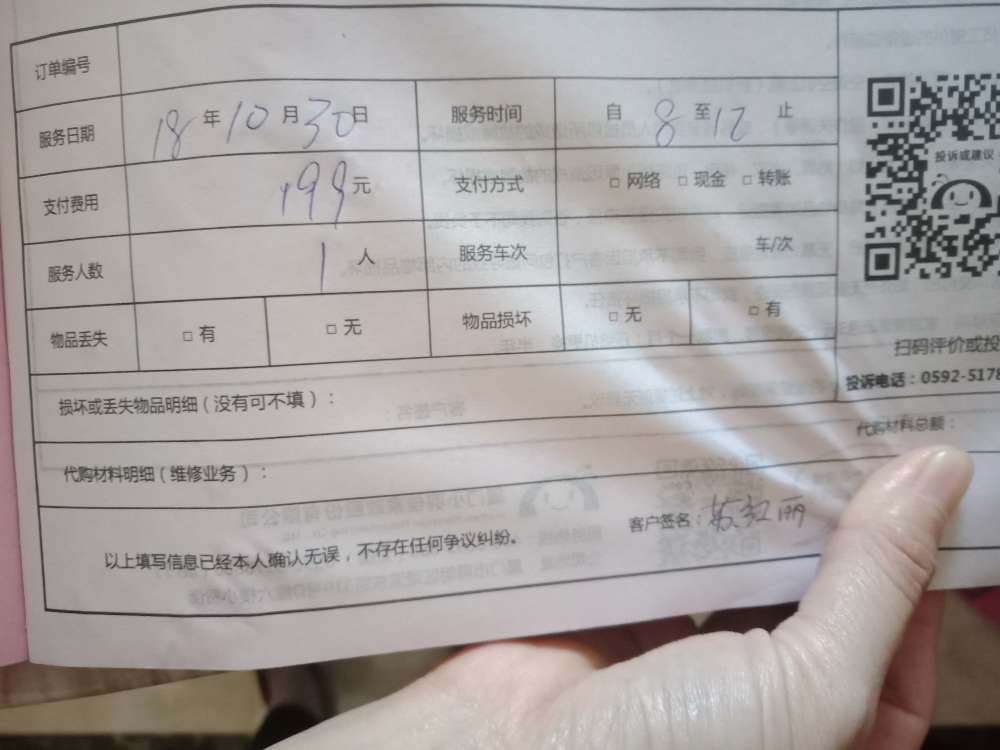 订单编号
服务日期 18 年 10 月 30 日 服务时间 自 8 至 12 止
支付费用 199 元 支付方式 □ 网络 □ 现金 □ 转账
服务人数 1 人 服务车次 车/次
物品丢失 □ 有 □ 无 物品损坏 □ 无 □ 有
投诉或建议
扫码评价或投
投诉电话：0592-5178
损坏或丢失物品明细（没有可不填）：
代购材料明细（维修业务）： 代购材料总额：
以上填写信息已经本人确认无误，不存在任何争议纠纷。 客户签名：苏红丽